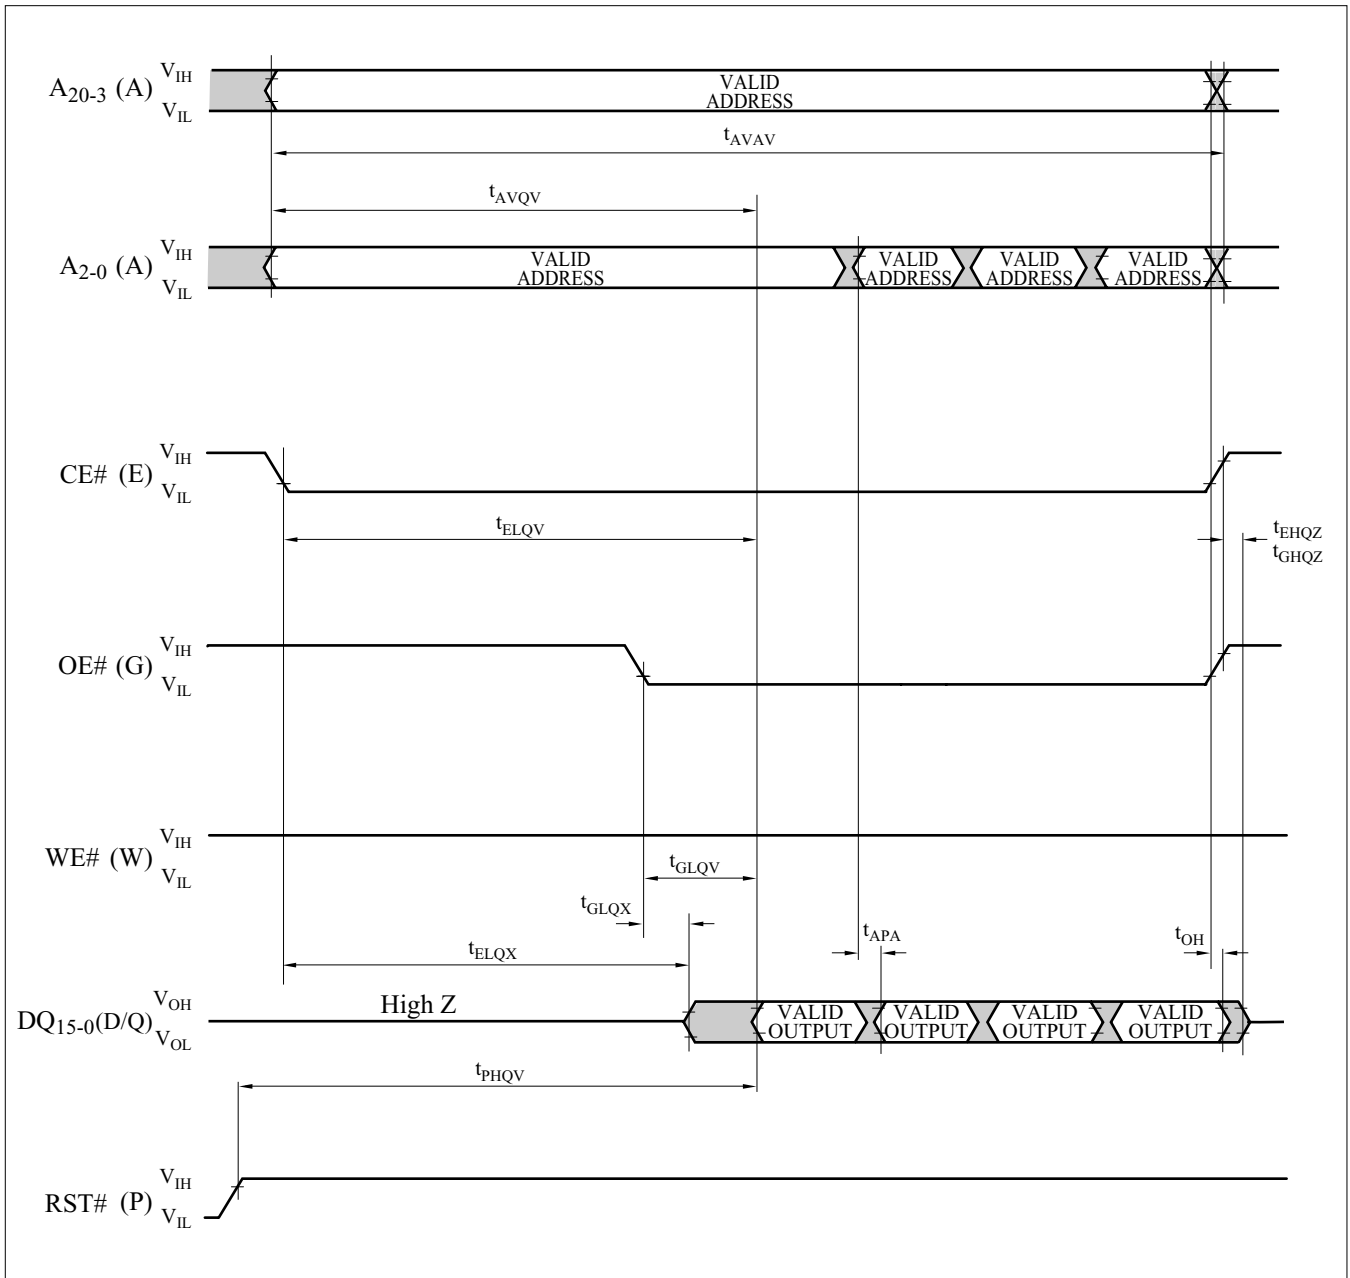 A20-3 (A) VIH
VIL
VALID
ADDRESS
tAVAV
tAVQV
A2-0 (A) VIH
VIL
VALID
ADDRESS
VALID
ADDRESS
VALID
ADDRESS
VALID
ADDRESS
CE# (E) VIH
VIL
tELQV
tEHQZ
tGHQZ
OE# (G) VIH
VIL
WE# (W) VIH
VIL
tGLQV
tGLQX
tELQX
tAPA
tOH
DQ15-0(D/Q) VOH
VOL
High Z
VALID
OUTPUT
VALID
OUTPUT
VALID
OUTPUT
VALID
OUTPUT
tPHQV
RST# (P) VIH
VIL